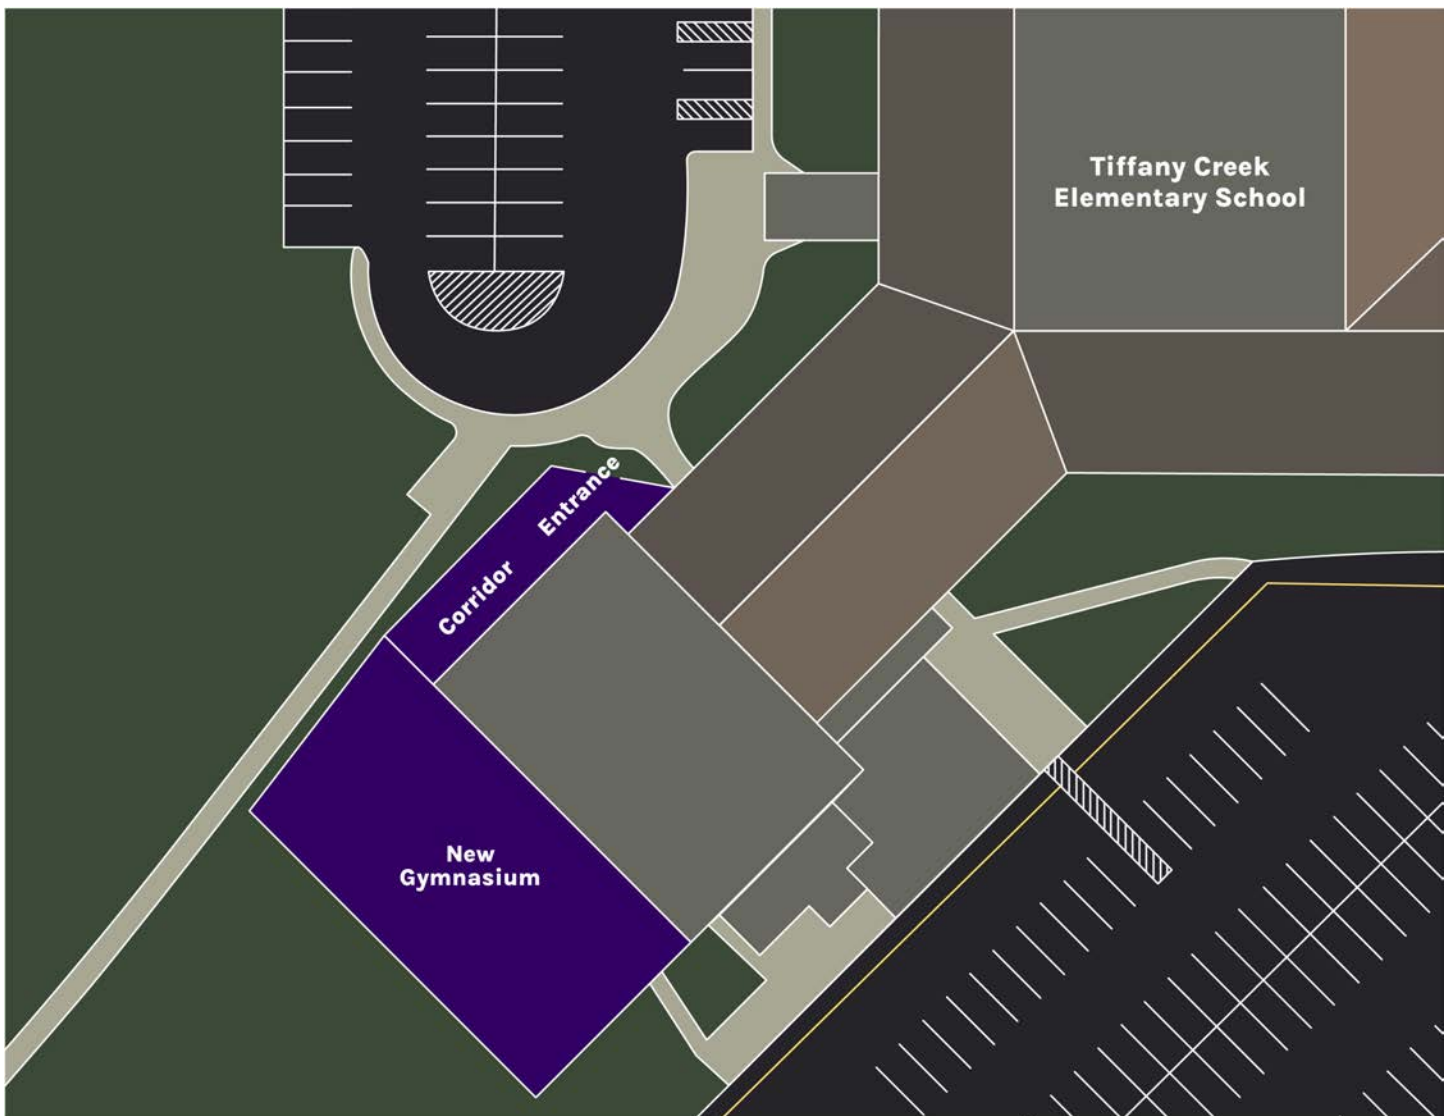 Tiffany Creek
Elementary School
Entrance
Corridor
New
Gymnasium